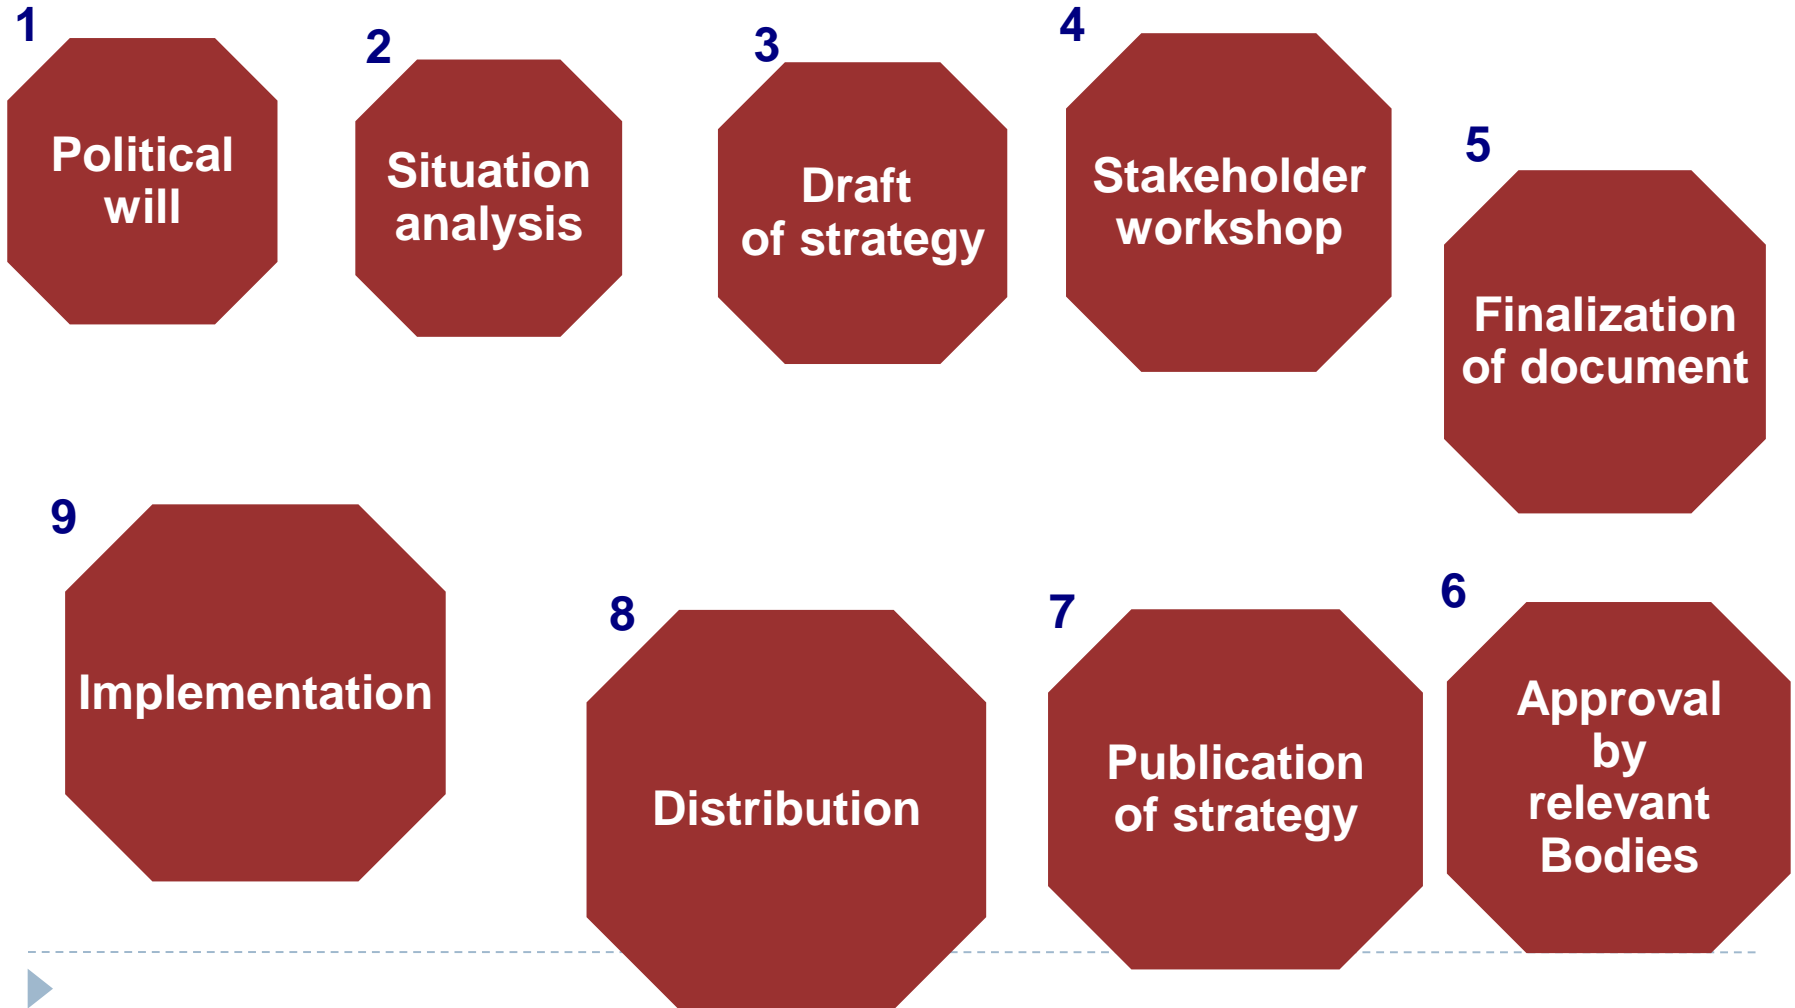 1
Political
will
2
Situation
analysis
3
Draft
of strategy
4
Stakeholder
workshop
5
Finalization
of document
6
Approval
by
relevant
Bodies
7
Publication
of strategy
8
Distribution
9
Implementation